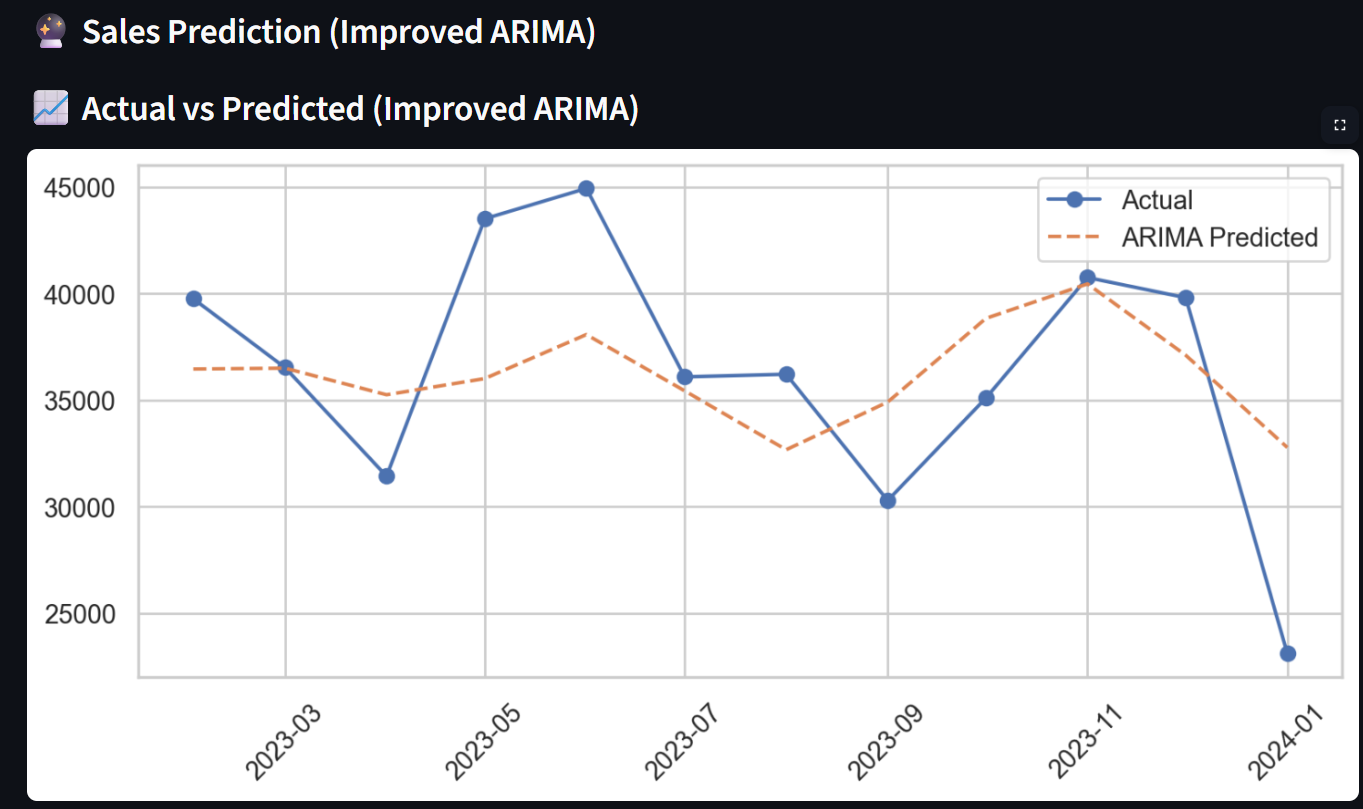 Sales Prediction (Improved ARIMA)
Actual vs Predicted (Improved ARIMA)
45000
40000
35000
30000
25000
Actual
ARIMA Predicted
2023-03
2023-05
2023-07
2023-09
2023-11
2024-01